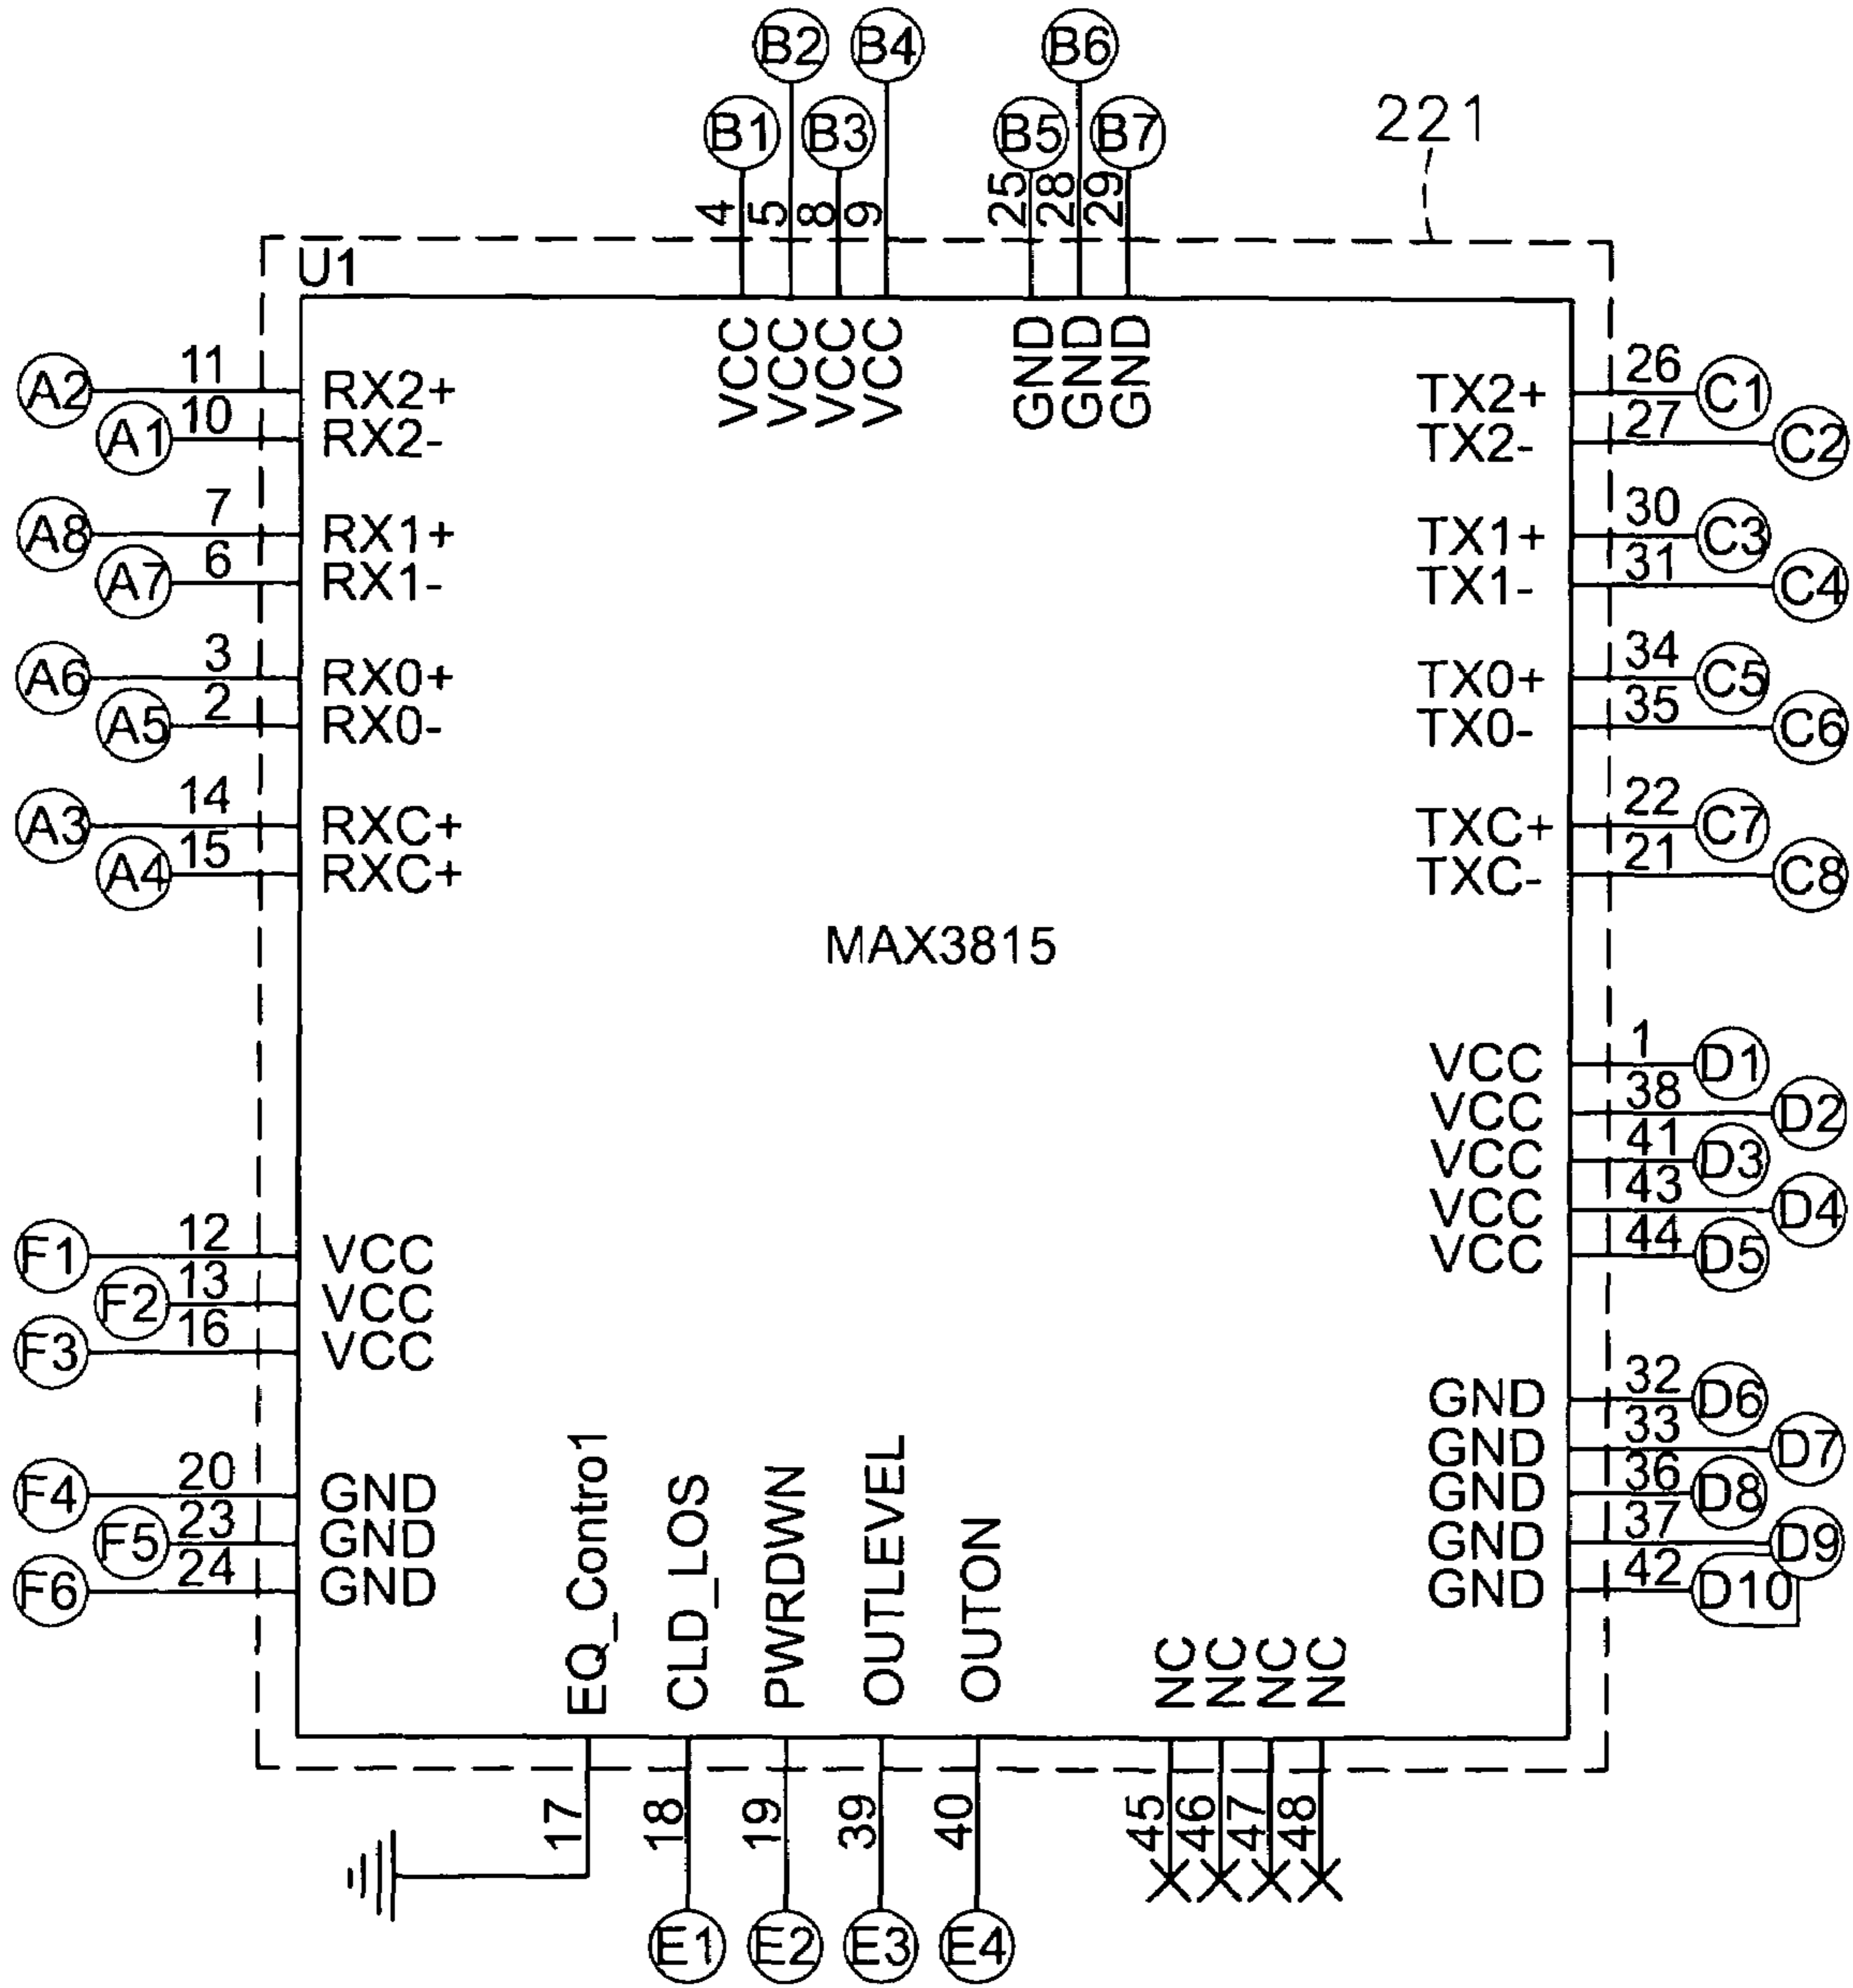 B2 B4 B6
B1 B3 B5 B7
221
4 5 8 9 25 28 29
U1
VCC VCC VCC VCC GND GND GND
A2 11 RX2+
A1 10 RX2-
A8 7 RX1+
A7 6 RX1-
A6 3 RX0+
A5 2 RX0-
A3 14 RXC+
A4 15 RXC+
TX2+ 26 C1
TX2- 27 C2
TX1+ 30 C3
TX1- 31 C4
TX0+ 34 C5
TX0- 35 C6
TXC+ 22 C7
TXC- 21 C8
MAX3815
VCC 1 D1
VCC 38 D2
VCC 41 D3
VCC 43 D4
VCC 44 D5
F1 12 VCC
F2 13 VCC
F3 16 VCC
GND 32 D6
GND 33 D7
GND 36 D8
GND 37 D9
GND 42 D10
F4 20 GND
F5 23 GND
F6 24 GND
EQ_Contro1 CLD_LOS PWRDWN OUTLEVEL OUTON NC NC NC NC
17 18 19 39 40 45 46 47 48
E1 E2 E3 E4